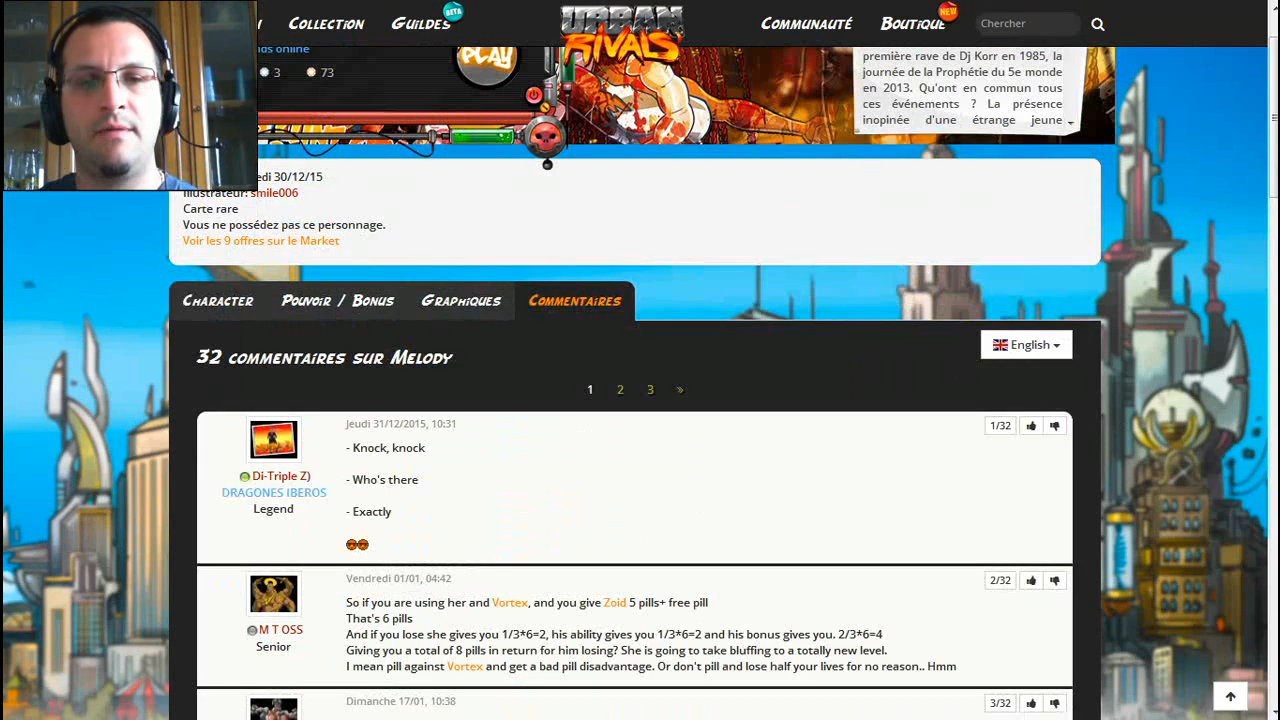 Collection
Guildes
BETA
URBAN RIVALS
Communauté
Boutique
NEW
Chercher
nds online
3
73
PLAY
première rave de Dj Korr en 1985, la
journée de la Prophétie du 5e monde
en 2013. Qu'ont en commun tous
ces événements ? La présence
inopinée d'une étrange jeune
edi 30/12/15
Illustrateur: smile006
Carte rare
Vous ne possédez pas ce personnage.
Voir les 9 offres sur le Market
Character
Pouvoir / Bonus
Graphiques
Commentaires
32 commentaires sur Melody
English
1 2 3 »
Jeudi 31/12/2015, 10:31
1/32
- Knock, knock
- Who's there
- Exactly
Di-Triple Z)
DRAGONES IBEROS
Legend
Vendredi 01/01, 04:42
2/32
So if you are using her and Vortex, and you give Zoid 5 pills+ free pill
That's 6 pills
And if you lose she gives you 1/3*6=2, his ability gives you 1/3*6=2 and his bonus gives you. 2/3*6=4
Giving you a total of 8 pills in return for him losing? She is going to take bluffing to a totally new level.
I mean pill against Vortex and get a bad pill disadvantage. Or don't pill and lose half your lives for no reason.. Hmm
M T OSS
Senior
Dimanche 17/01, 10:38
3/32